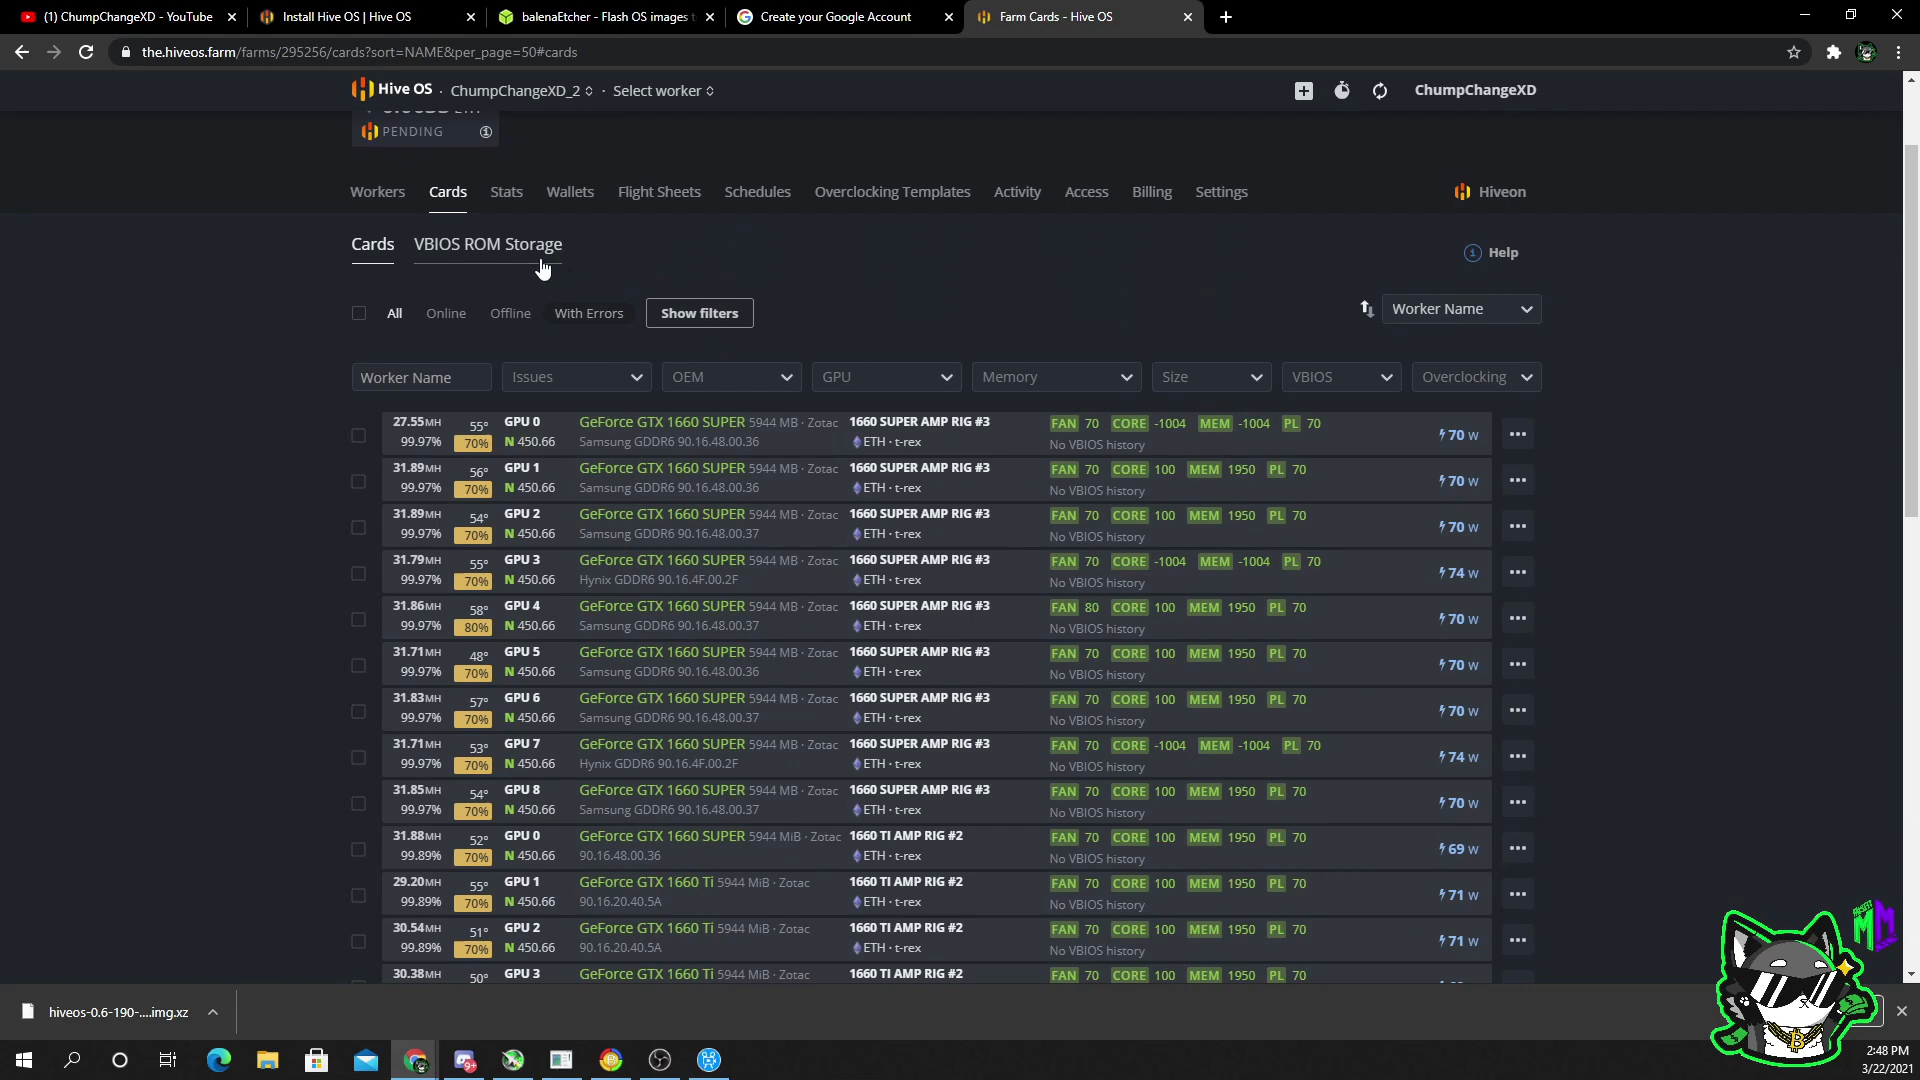 (1) ChumpChangeXD - YouTube
Install Hive OS | Hive OS
balenaEtcher - Flash OS images t
Create your Google Account
Farm Cards - Hive OS
the.hiveos.farm/farms/295256/cards?sort=NAME&per_page=50#cards
Hive OS · ChumpChangeXD_2 · Select worker
ChumpChangeXD
PENDING
Workers Cards Stats Wallets Flight Sheets Schedules Overclocking Templates Activity Access Billing Settings Hiveon
Cards VBIOS ROM Storage
Help
All Online Offline With Errors Show filters
Worker Name
Worker Name Issues OEM GPU Memory Size VBIOS Overclocking
27.55MH 55° GPU 0 GeForce GTX 1660 SUPER 5944 MB · Zotac 1660 SUPER AMP RIG #3 FAN 70 CORE -1004 MEM -1004 PL 70 70 W
99.97% 70% N 450.66 Samsung GDDR6 90.16.48.00.36 ETH · t-rex No VBIOS history
31.89MH 56° GPU 1 GeForce GTX 1660 SUPER 5944 MB · Zotac 1660 SUPER AMP RIG #3 FAN 70 CORE 100 MEM 1950 PL 70 70 W
99.97% 70% N 450.66 Samsung GDDR6 90.16.48.00.36 ETH · t-rex No VBIOS history
31.89MH 54° GPU 2 GeForce GTX 1660 SUPER 5944 MB · Zotac 1660 SUPER AMP RIG #3 FAN 70 CORE 100 MEM 1950 PL 70 70 W
99.97% 70% N 450.66 Samsung GDDR6 90.16.48.00.37 ETH · t-rex No VBIOS history
31.79MH 55° GPU 3 GeForce GTX 1660 SUPER 5944 MB · Zotac 1660 SUPER AMP RIG #3 FAN 70 CORE -1004 MEM -1004 PL 70 74 W
99.97% 70% N 450.66 Hynix GDDR6 90.16.4F.00.2F ETH · t-rex No VBIOS history
31.86MH 58° GPU 4 GeForce GTX 1660 SUPER 5944 MB · Zotac 1660 SUPER AMP RIG #3 FAN 80 CORE 100 MEM 1950 PL 70 70 W
99.97% 80% N 450.66 Samsung GDDR6 90.16.48.00.37 ETH · t-rex No VBIOS history
31.71MH 48° GPU 5 GeForce GTX 1660 SUPER 5944 MB · Zotac 1660 SUPER AMP RIG #3 FAN 70 CORE 100 MEM 1950 PL 70 70 W
99.97% 70% N 450.66 Samsung GDDR6 90.16.48.00.36 ETH · t-rex No VBIOS history
31.83MH 57° GPU 6 GeForce GTX 1660 SUPER 5944 MB · Zotac 1660 SUPER AMP RIG #3 FAN 70 CORE 100 MEM 1950 PL 70 70 W
99.97% 70% N 450.66 Samsung GDDR6 90.16.48.00.37 ETH · t-rex No VBIOS history
31.71MH 53° GPU 7 GeForce GTX 1660 SUPER 5944 MB · Zotac 1660 SUPER AMP RIG #3 FAN 70 CORE -1004 MEM -1004 PL 70 74 W
99.97% 70% N 450.66 Hynix GDDR6 90.16.4F.00.2F ETH · t-rex No VBIOS history
31.85MH 54° GPU 8 GeForce GTX 1660 SUPER 5944 MB · Zotac 1660 SUPER AMP RIG #3 FAN 70 CORE 100 MEM 1950 PL 70 70 W
99.97% 70% N 450.66 Samsung GDDR6 90.16.48.00.37 ETH · t-rex No VBIOS history
31.88MH 52° GPU 0 GeForce GTX 1660 SUPER 5944 MiB · Zotac 1660 TI AMP RIG #2 FAN 70 CORE 100 MEM 1950 PL 70 69 W
99.89% 70% N 450.66 90.16.48.00.36 ETH · t-rex No VBIOS history
29.20MH 55° GPU 1 GeForce GTX 1660 Ti 5944 MiB · Zotac 1660 TI AMP RIG #2 FAN 70 CORE 100 MEM 1950 PL 70 71 W
99.89% 70% N 450.66 90.16.20.40.5A ETH · t-rex No VBIOS history
30.54MH 51° GPU 2 GeForce GTX 1660 Ti 5944 MiB · Zotac 1660 TI AMP RIG #2 FAN 70 CORE 100 MEM 1950 PL 70 71 W
99.89% 70% N 450.66 90.16.20.40.5A ETH · t-rex No VBIOS history
30.38MH 50° GPU 3 GeForce GTX 1660 Ti 5944 MiB · Zotac 1660 TI AMP RIG #2 FAN 70 CORE 100 MEM 1950 PL 70
hiveos-0.6-190-....img.xz
9+
2:48 PM
3/22/2021